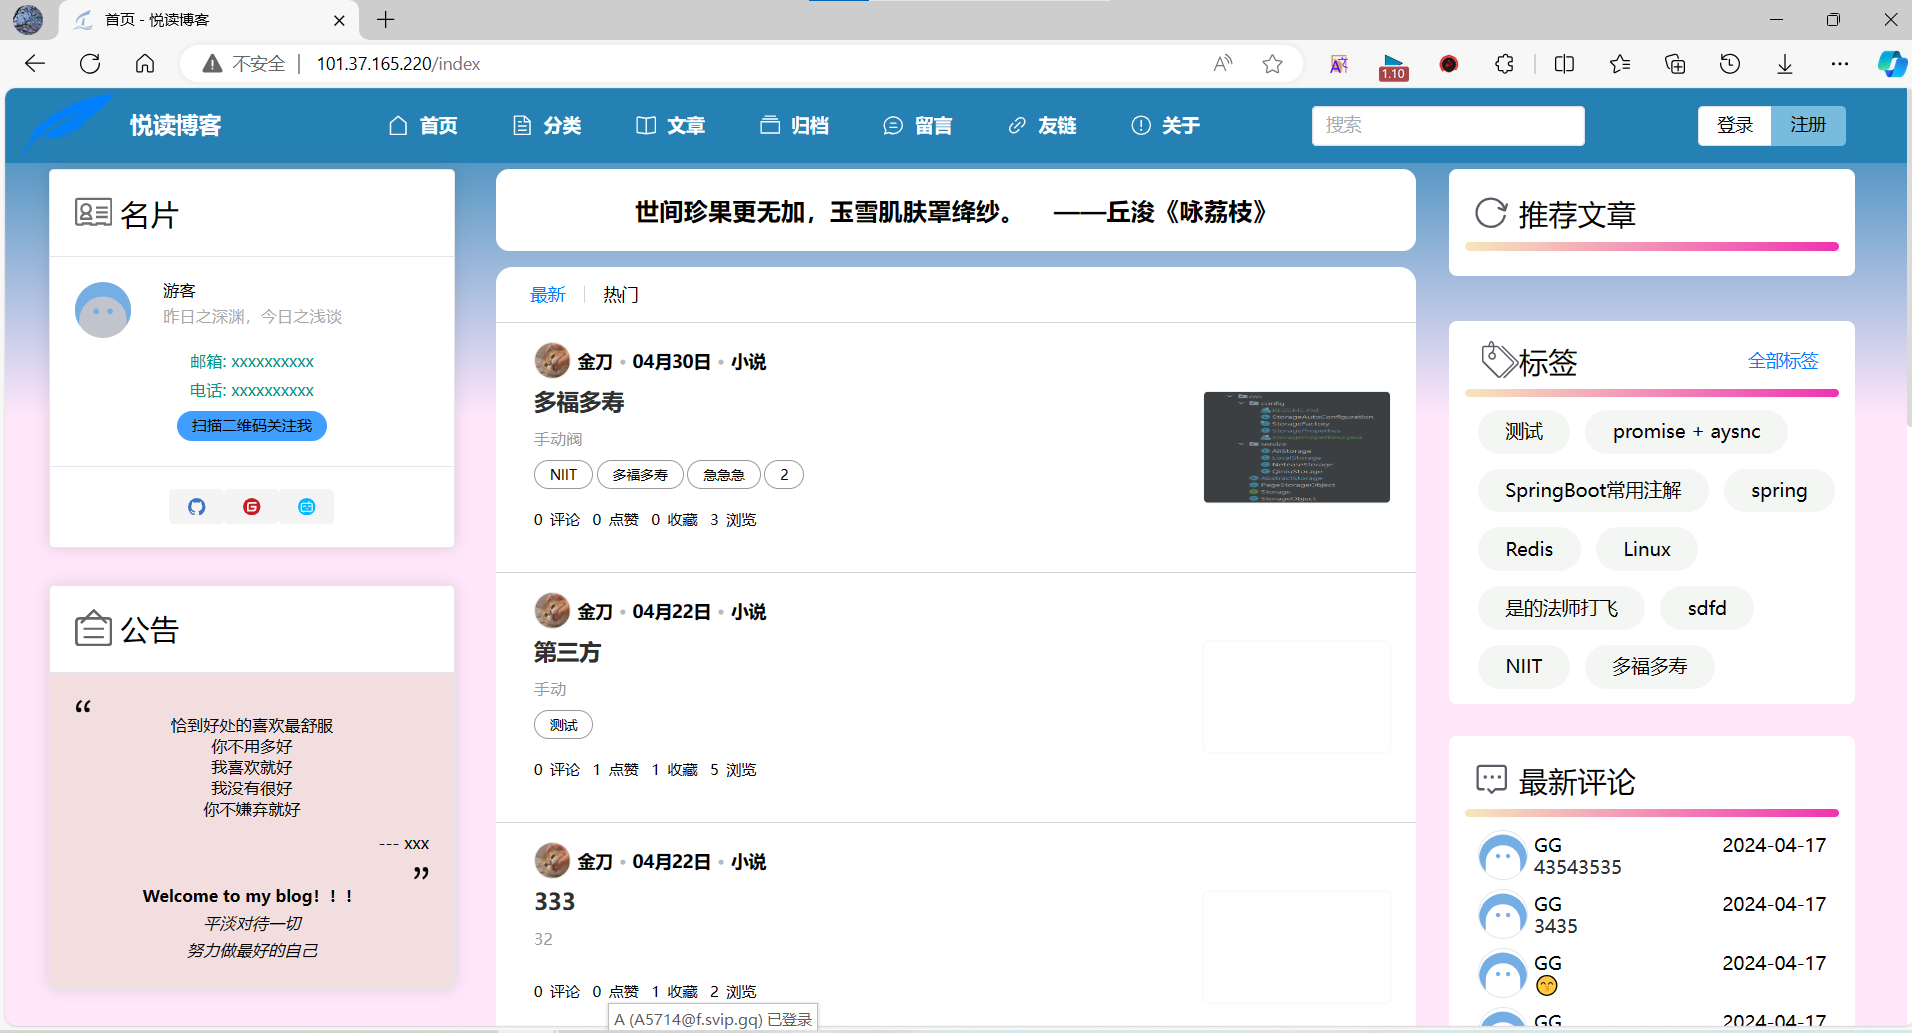 首页 - 悦读博客
不安全 101.37.165.220/index
1.10
悦读博客 首页 分类 文章 归档 留言 友链 关于 搜索 登录 注册
名片
游客
昨日之深渊，今日之浅谈
邮箱: xxxxxxxxxx
电话: xxxxxxxxxx
扫描二维码关注我
公告
“
恰到好处的喜欢最舒服
你不用多好
我喜欢就好
我没有很好
你不嫌弃就好
--- xxx
”
Welcome to my blog！！！
平淡对待一切
努力做最好的自己
世间珍果更无加，玉雪肌肤罩绛纱。 ——丘浚《咏荔枝》
最新 热门
金刀 • 04月30日 • 小说
多福多寿
手动阀
NIIT 多福多寿 急急急 2
0 评论 0 点赞 0 收藏 3 浏览
config
StorageAutoConfiguration
StorageFactory
StorageProperties
service
AliStorage
LocalStorage
QiniuStorage
AbstractStorage
PageStorageObject
Storage
StorageObject
金刀 • 04月22日 • 小说
第三方
手动
测试
0 评论 1 点赞 1 收藏 5 浏览
金刀 • 04月22日 • 小说
333
32
0 评论 0 点赞 1 收藏 2 浏览
A (A5714@f.svip.gq) 已登录
推荐文章
标签 全部标签
测试 promise + aysnc
SpringBoot常用注解 spring
Redis Linux
是的法师打飞 sdfd
NIIT 多福多寿
最新评论
GG 2024-04-17
43543535
GG 2024-04-17
3435
GG 2024-04-17
GG 2024-04-17